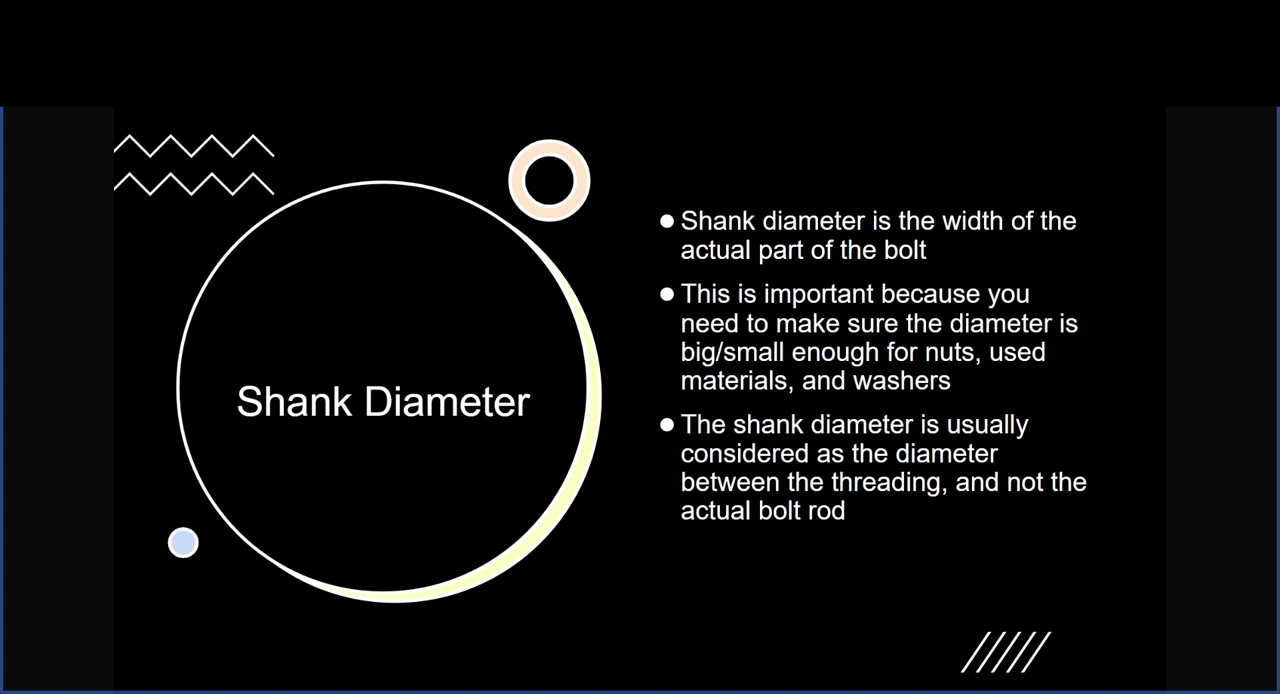 Shank Diameter
● Shank diameter is the width of the
actual part of the bolt
● This is important because you
need to make sure the diameter is
big/small enough for nuts, used
materials, and washers
● The shank diameter is usually
considered as the diameter
between the threading, and not the
actual bolt rod